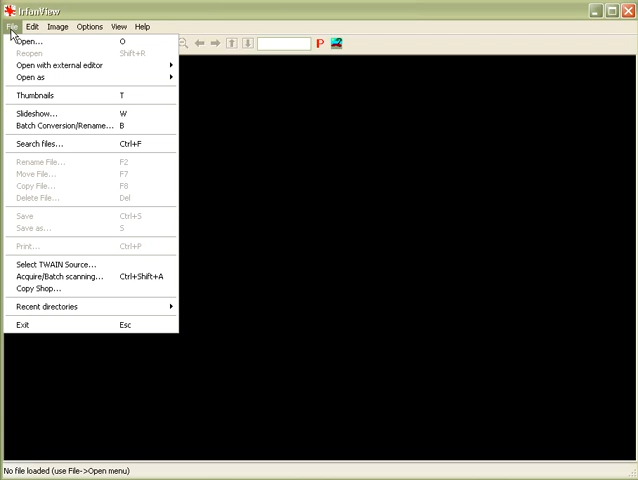 IrfanView
File Edit Image Options View Help
P
Open... O
Reopen Shift+R
Open with external editor
Open as
Thumbnails T
Slideshow... W
Batch Conversion/Rename... B
Search files... Ctrl+F
Rename File... F2
Move File... F7
Copy File... F8
Delete File... Del
Save Ctrl+S
Save as... S
Print... Ctrl+P
Select TWAIN Source...
Acquire/Batch scanning... Ctrl+Shift+A
Copy Shop...
Recent directories
Exit Esc
No file loaded (use File->Open menu)